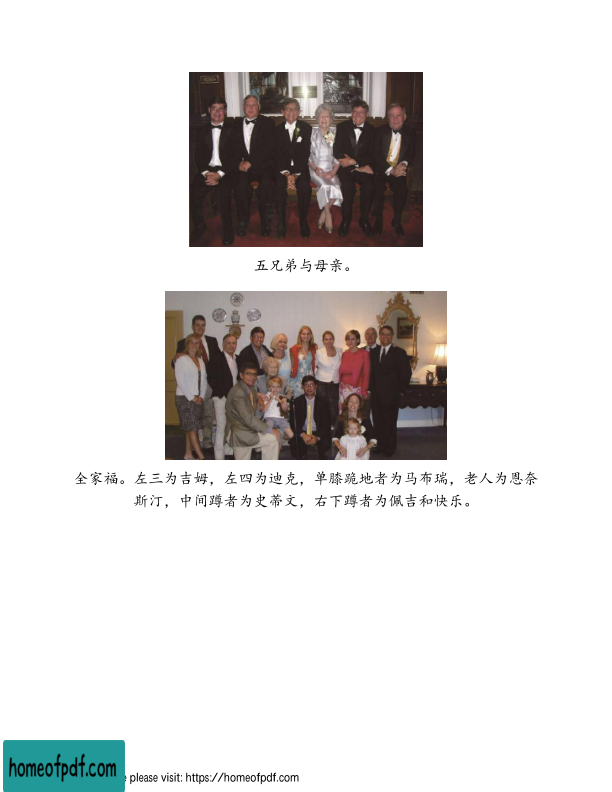 五兄弟与母亲。
全家福。左三为吉姆，左四为迪克，单膝跪地者为马布瑞，老人为恩奈
斯汀，中间蹲者为史蒂文，右下蹲者为佩吉和快乐。
homeofpdf.com
please visit: https://homeofpdf.com